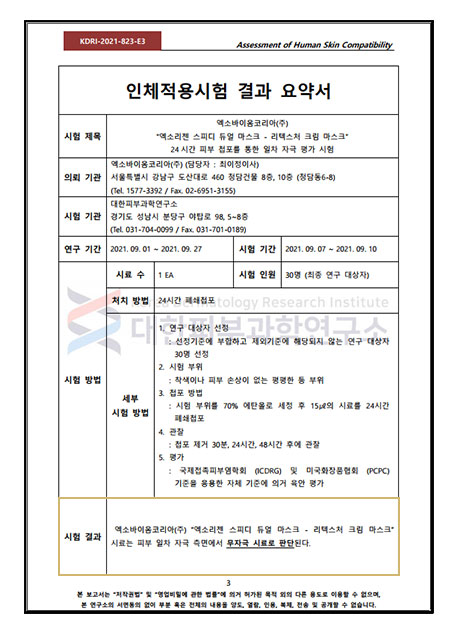 KDRI-2021-823-E3
Assessment of Human Skin Compatibility
인체적용시험 결과 요약서
시험 제목
엑소바이옴코리아(주)
"엑소리젠 스피디 듀얼 마스크 - 리텍스처 크림 마스크"
24 시간 피부 첩포를 통한 일차 자극 평가 시험
의뢰 기관
엑소바이옴코리아(주) (담당자 : 최이정이사)
서울특별시 강남구 도산대로 460 청담건물 8층, 10층 (청담동6-8)
(Tel. 1577-3392 / Fax. 02-6951-3155)
시험 기관
대한피부과학연구소
경기도 성남시 분당구 야탑로 98, 5~8층
(Tel. 031-704-0099 / Fax. 031-701-0189)
연구 기간
2021. 09. 01 ~ 2021. 09. 27
시험 기간
2021. 09. 07 ~ 2021. 09. 10
시험 방법
시료 수
1 EA
시험 인원
30명 (최종 연구 대상자)
처치 방법
24시간 폐쇄첩포
Dermatology Research Institute
대한피부과학연구소
세부
시험 방법
1. 연구 대상자 선정
: 선정기준에 부합하고 제외기준에 해당되지 않는 연구 대상자
30명 선정
2. 시험 부위
: 착색이나 피부 손상이 없는 평평한 등 부위
3. 첩포 방법
: 시험 부위를 70% 에탄올로 세정 후 15㎕의 시료를 24시간
폐쇄첩포
4. 관찰
: 첩포 제거 30분, 24시간, 48시간 후에 관찰
5. 평가
: 국제접촉피부염학회 (ICDRG) 및 미국화장품협회 (PCPC)
기준을 응용한 자체 기준에 의거 육안 평가
시험 결과
엑소바이옴코리아(주) "엑소리젠 스피디 듀얼 마스크 - 리텍스처 크림 마스크"
시료는 피부 일차 자극 측면에서 무자극 시료로 판단된다.
3
본 보고서는 "저작권법" 및 "영업비밀에 관한 법률"에 의거 허가된 목적 외의 다른 용도로 이용할 수 없으며,
본 연구소의 서면동의 없이 부분 혹은 전체의 내용을 양도, 열람, 인용, 복제, 전송 및 공개할 수 없습니다.